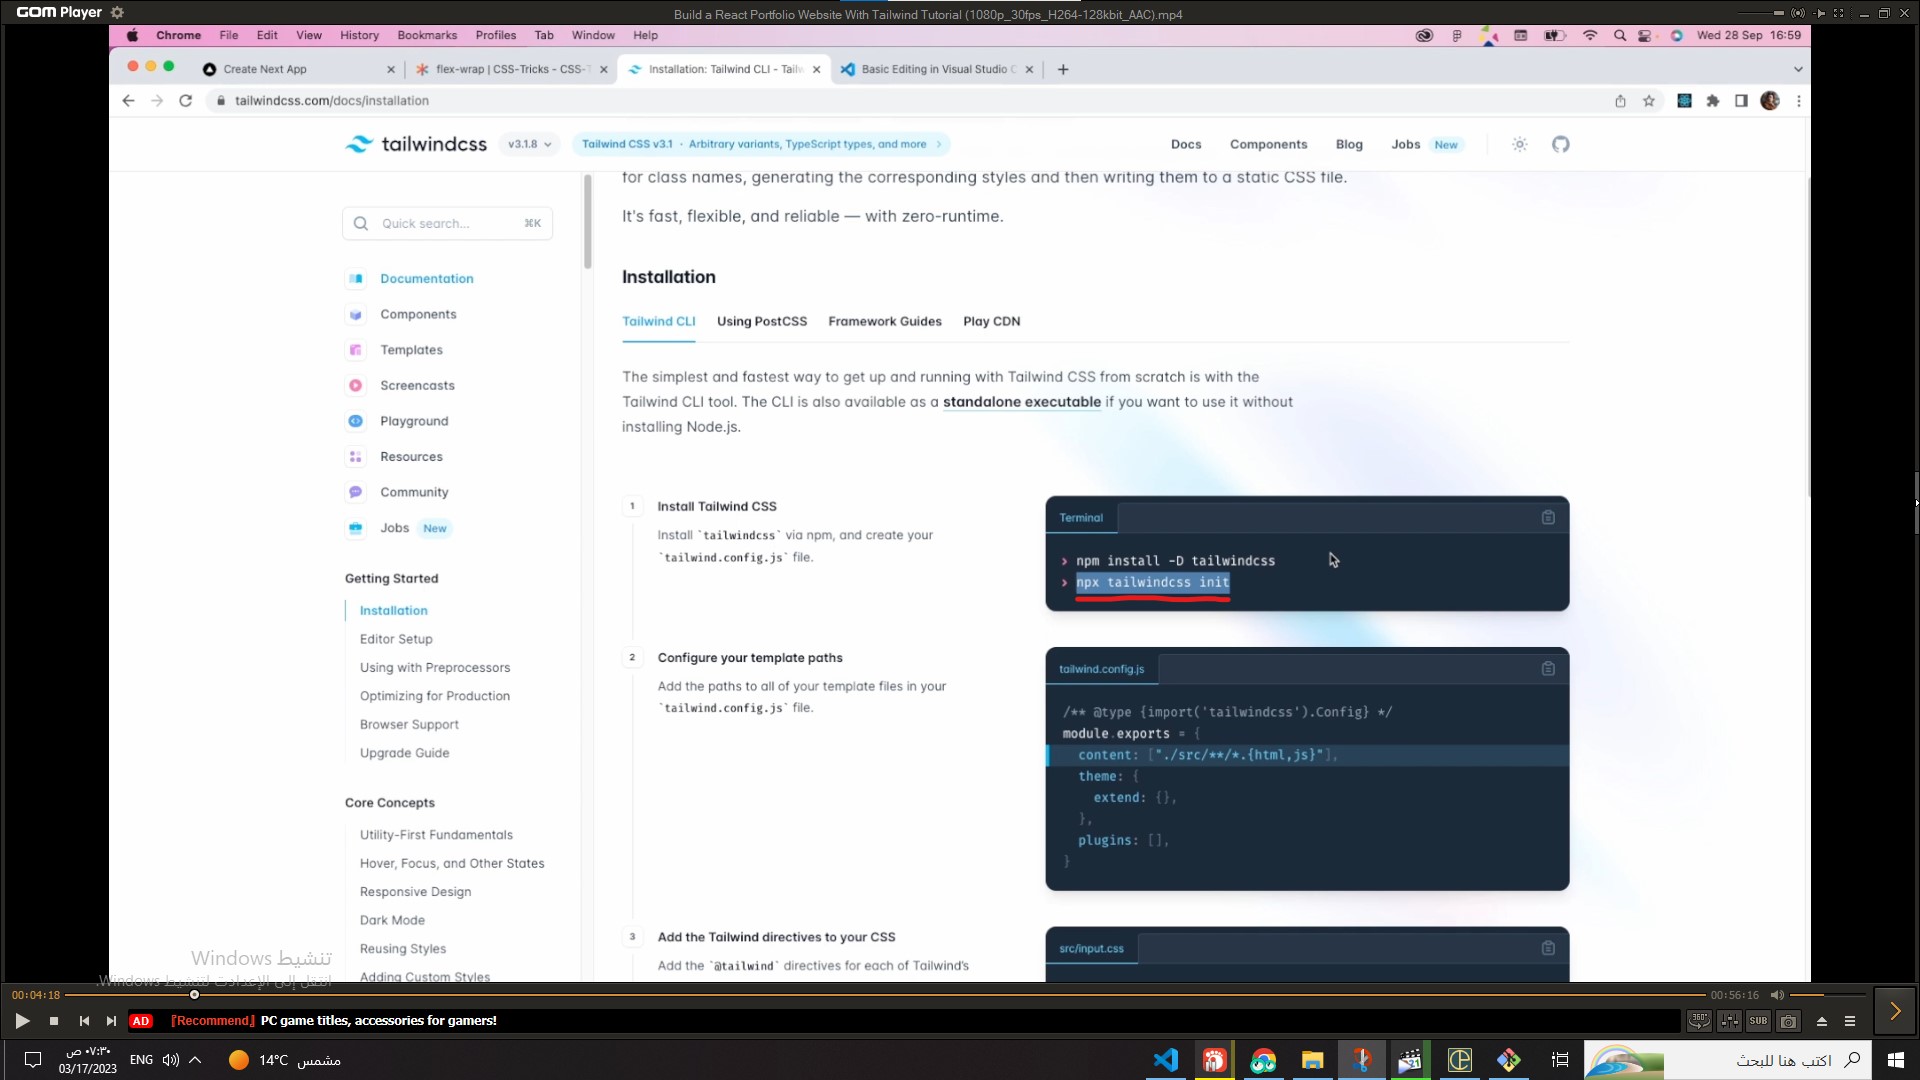 GOM Player
Build a React Portfolio Website With Tailwind Tutorial (1080p_30fps_H264-128kbit_AAC).mp4
Chrome File Edit View History Bookmarks Profiles Tab Window Help
Wed 28 Sep 16:59
Create Next App
flex-wrap | CSS-Tricks - CSS-T
Installation: Tailwind CLI - Tailw
Basic Editing in Visual Studio C
tailwindcss.com/docs/installation
tailwindcss
v3.1.8
Tailwind CSS v3.1 · Arbitrary variants, TypeScript types, and more
Docs Components Blog Jobs New
Quick search...
⌘K
Documentation
Components
Templates
Screencasts
Playground
Resources
Community
Jobs New
Getting Started
Installation
Editor Setup
Using with Preprocessors
Optimizing for Production
Browser Support
Upgrade Guide
Core Concepts
Utility-First Fundamentals
Hover, Focus, and Other States
Responsive Design
Dark Mode
Reusing Styles
Adding Custom Styles
for class names, generating the corresponding styles and then writing them to a static CSS file.
It's fast, flexible, and reliable — with zero-runtime.
Installation
Tailwind CLI Using PostCSS Framework Guides Play CDN
The simplest and fastest way to get up and running with Tailwind CSS from scratch is with the
Tailwind CLI tool. The CLI is also available as a standalone executable if you want to use it without
installing Node.js.
1
Install Tailwind CSS
Install `tailwindcss` via npm, and create your
`tailwind.config.js` file.
Terminal
› npm install -D tailwindcss
› npx tailwindcss init
2
Configure your template paths
Add the paths to all of your template files in your
`tailwind.config.js` file.
tailwind.config.js
/** @type {import('tailwindcss').Config} */
module.exports = {
content: ["./src/**/*.{html,js}"],
theme: {
extend: {},
},
plugins: [],
}
3
Add the Tailwind directives to your CSS
Add the `@tailwind` directives for each of Tailwind's
src/input.css
تنشيط Windows
انتقل إلى الإعدادت لتنشيط Windows.
00:04:18
00:56:16
AD
『Recommend』 PC game titles, accessories for gamers!
360°
SUB
٠٧:٣٠ ص
03/17/2023
ENG
14°C مشمس
اكتب هنا للبحث